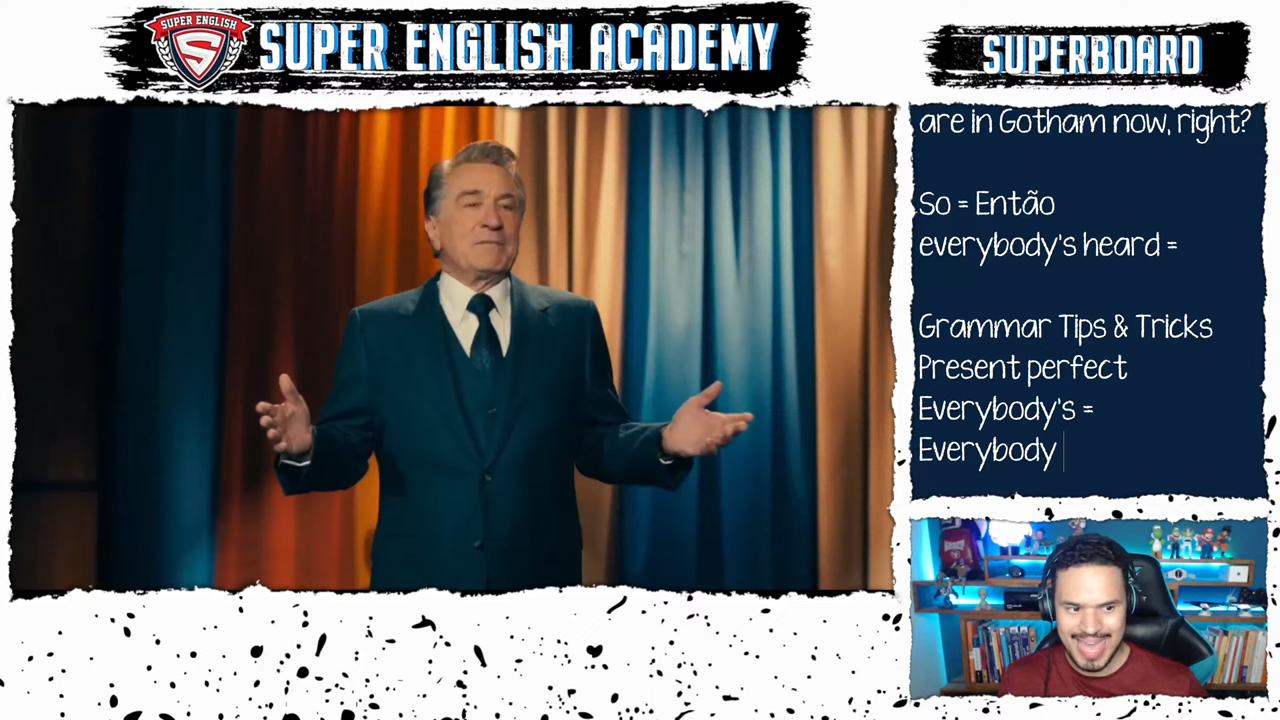 SUPER ENGLISH
S
SUPER ENGLISH ACADEMY
SUPERBOARD
are in Gotham now, right?
So = Então
everybody's heard =
Grammar Tips & Tricks
Present perfect
Everybody's =
Everybody